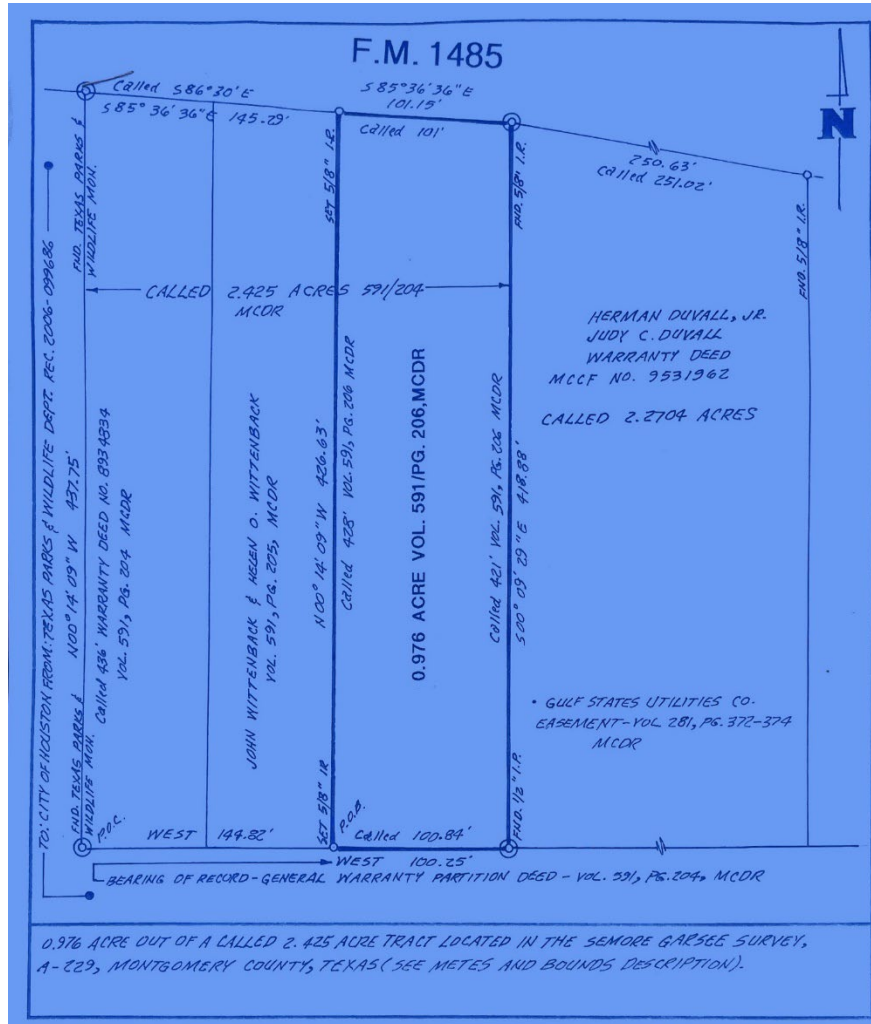 F.M. 1485
Called S86°30'E
S85°36'36"E 145.29'
S85°36'36"E
101.15'
Called 101'
250.63'
Called 251.02'
N
TO: CITY OF HOUSTON FROM: TEXAS PARKS & WILDLIFE DEPT. REC. 2006-099686
FND. TEXAS PARKS &
WILDLIFE MON.
SET 5/8" I.R.
FND. 5/8" I.R.
FND. 5/8" I.R.
CALLED 2.425 ACRES 591/204
MCDR
HERMAN DUVALL, JR.
JUDY C. DUVALL
WARRANTY DEED
MCCF NO. 9531962
CALLED 2.2704 ACRES
N00°14'09"W 437.75'
Called 436' WARRANTY DEED NO. 8934334
VOL. 591, PG. 204 MCDR
JOHN WITTENBACK & HELEN O. WITTENBACK
VOL. 591, PG. 205, MCDR
N00°14'09"W 426.63'
Called 428' VOL. 591, PG. 206 MCDR
0.976 ACRE VOL. 591/PG. 206,MCDR
Called 421' VOL. 591, PG. 206 MCDR
S00°09'29"E 418.88'
• GULF STATES UTILITIES CO.
EASEMENT-VOL 281, PG. 372-374
MCDR
FND. TEXAS PARKS &
WILDLIFE MON.
P.O.C.
WEST 144.82'
SET 5/8" IR
P.O.B.
Called 100.84'
FND. 1/2" I.P.
WEST 100.25'
BEARING OF RECORD-GENERAL WARRANTY PARTITION DEED - VOL. 591, PG. 204, MCDR
0.976 ACRE OUT OF A CALLED 2.425 ACRE TRACT LOCATED IN THE SEMORE GARSEE SURVEY,
A-229, MONTGOMERY COUNTY, TEXAS (SEE METES AND BOUNDS DESCRIPTION).